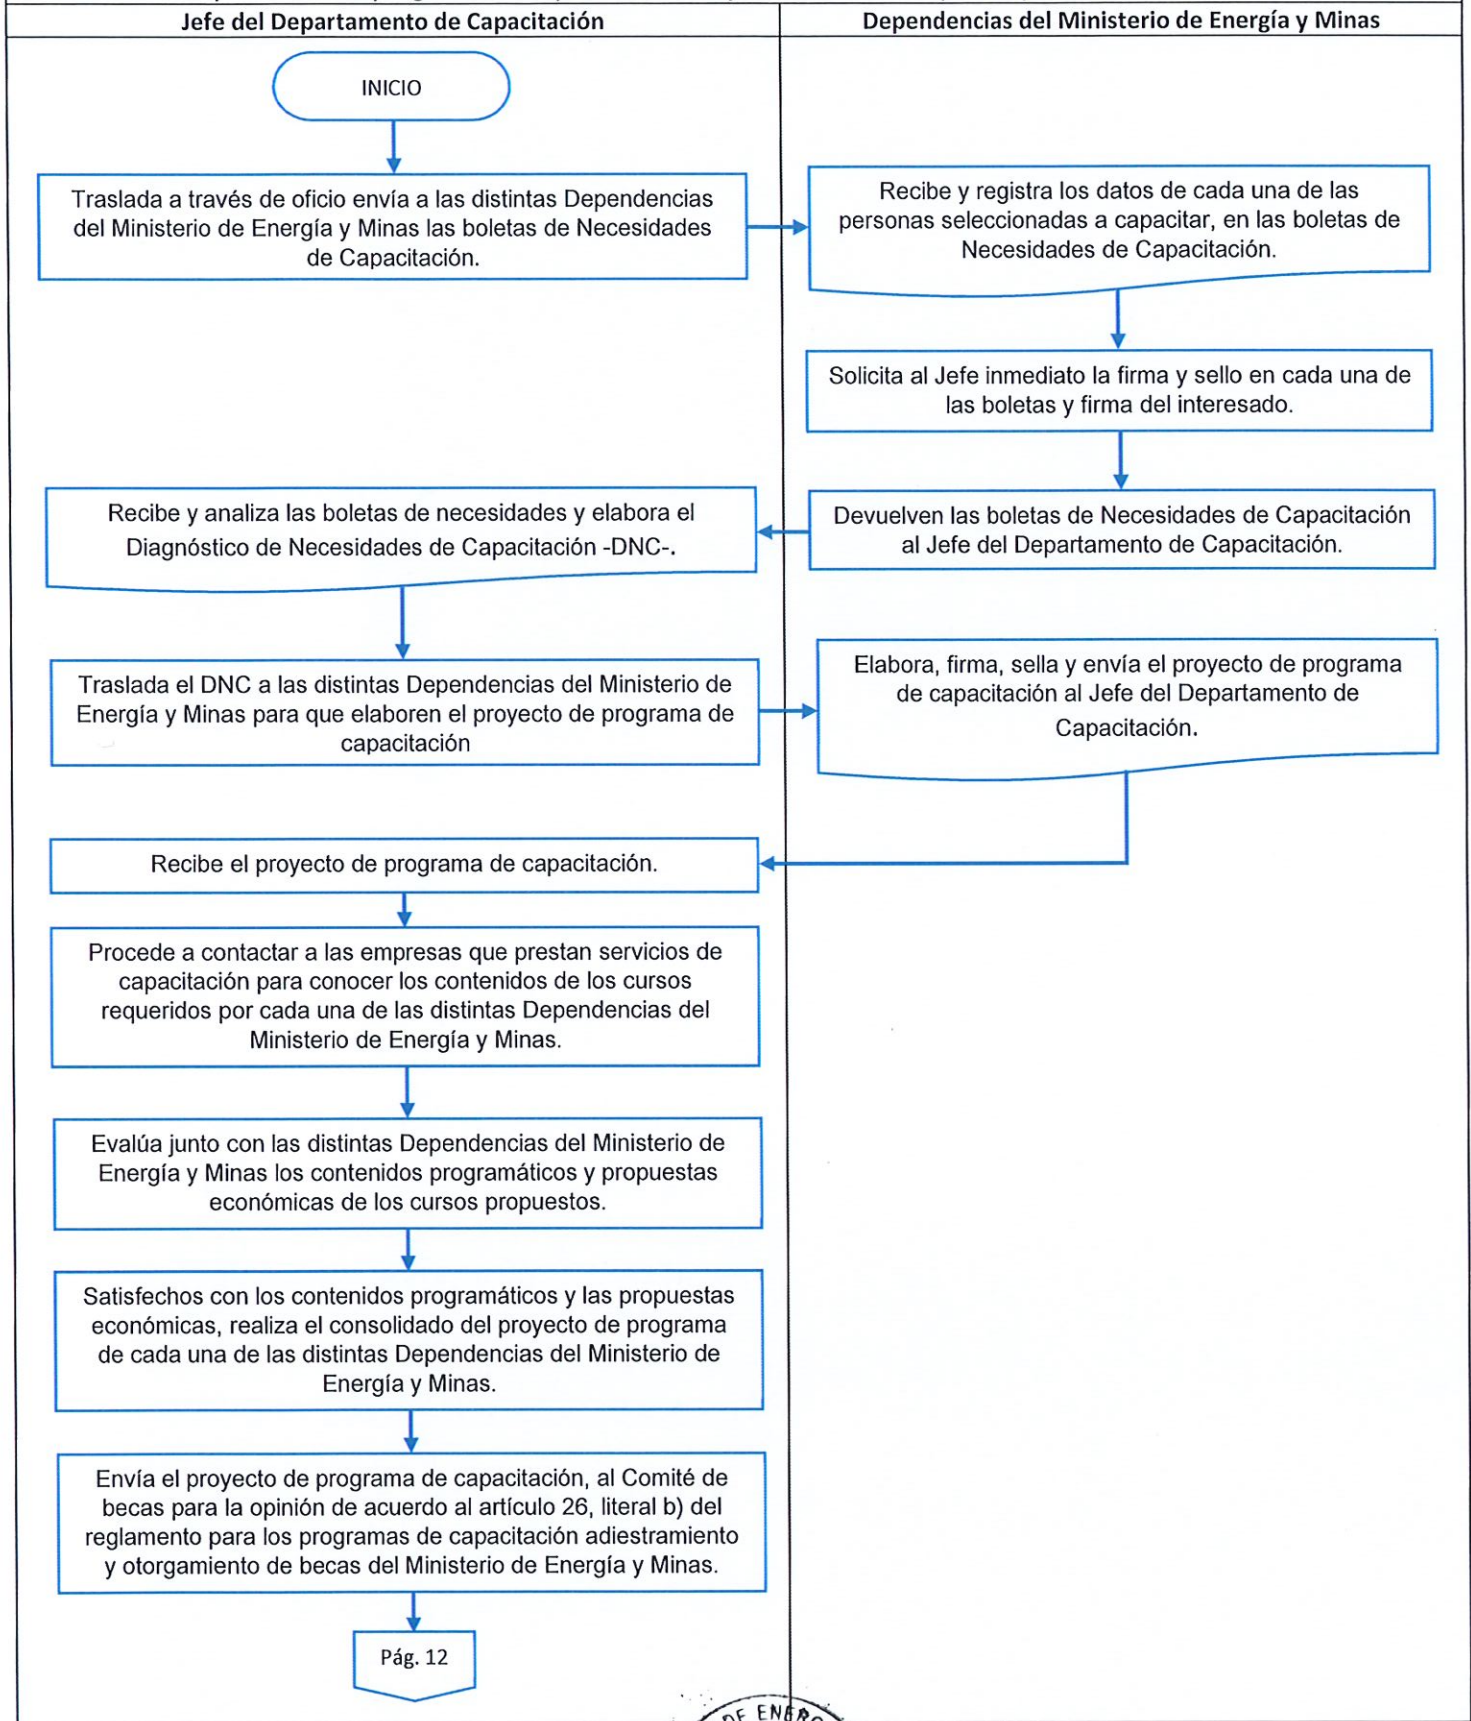 Jefe del Departamento de Capacitación
Dependencias del Ministerio de Energía y Minas
INICIO
Traslada a través de oficio envía a las distintas Dependencias
del Ministerio de Energía y Minas las boletas de Necesidades
de Capacitación.
Recibe y registra los datos de cada una de las
personas seleccionadas a capacitar, en las boletas de
Necesidades de Capacitación.
Solicita al Jefe inmediato la firma y sello en cada una de
las boletas y firma del interesado.
Devuelven las boletas de Necesidades de Capacitación
al Jefe del Departamento de Capacitación.
Recibe y analiza las boletas de necesidades y elabora el
Diagnóstico de Necesidades de Capacitación -DNC-.
Traslada el DNC a las distintas Dependencias del Ministerio de
Energía y Minas para que elaboren el proyecto de programa de
capacitación
Elabora, firma, sella y envía el proyecto de programa
de capacitación al Jefe del Departamento de
Capacitación.
Recibe el proyecto de programa de capacitación.
Procede a contactar a las empresas que prestan servicios de
capacitación para conocer los contenidos de los cursos
requeridos por cada una de las distintas Dependencias del
Ministerio de Energía y Minas.
Evalúa junto con las distintas Dependencias del Ministerio de
Energía y Minas los contenidos programáticos y propuestas
económicas de los cursos propuestos.
Satisfechos con los contenidos programáticos y las propuestas
económicas, realiza el consolidado del proyecto de programa
de cada una de las distintas Dependencias del Ministerio de
Energía y Minas.
Envía el proyecto de programa de capacitación, al Comité de
becas para la opinión de acuerdo al artículo 26, literal b) del
reglamento para los programas de capacitación adiestramiento
y otorgamiento de becas del Ministerio de Energía y Minas.
Pág. 12
DE